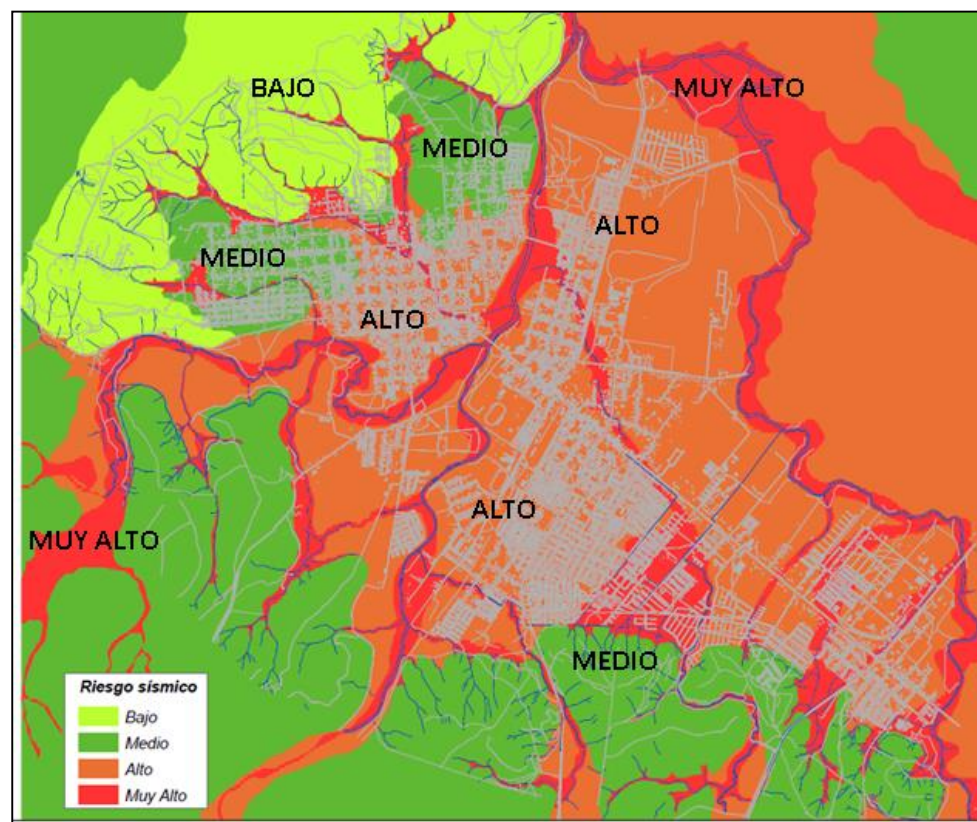 BAJO
MUY ALTO
MEDIO
ALTO
MEDIO
ALTO
ALTO
MUY ALTO
MEDIO
Riesgo sísmico
Bajo
Medio
Alto
Muy Alto